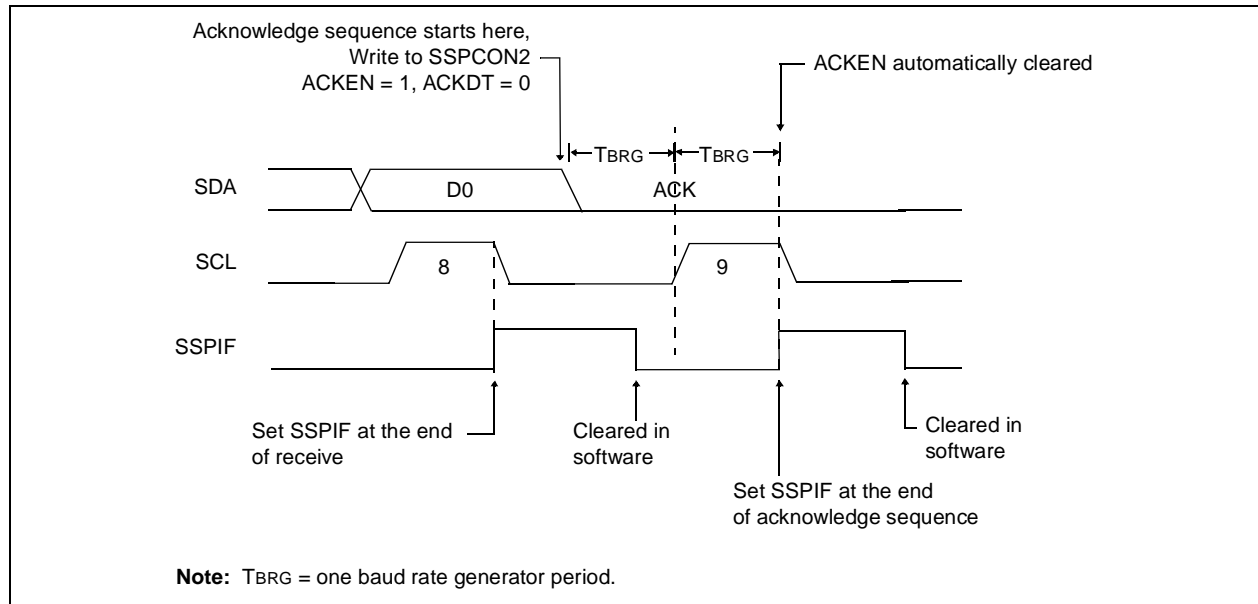 Acknowledge sequence starts here,
Write to SSPCON2
ACKEN = 1, ACKDT = 0
ACKEN automatically cleared
TBRG
TBRG
SDA
D0
ACK
SCL
8
9
SSPIF
Set SSPIF at the end
of receive
Cleared in
software
Set SSPIF at the end
of acknowledge sequence
Cleared in
software
Note: TBRG = one baud rate generator period.